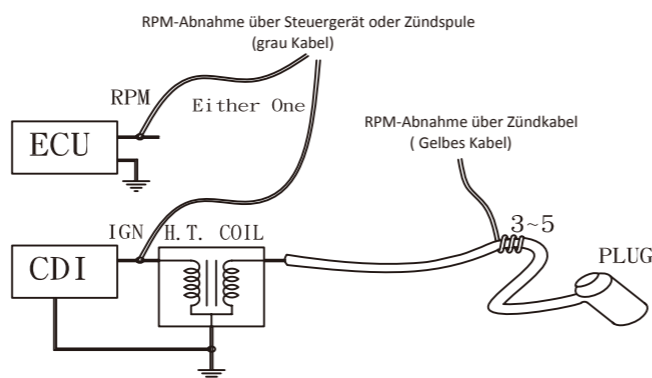 RPM-Abnahme über Steuergerät oder Zündspule
(grau Kabel)
RPM
Either One
ECU
RPM-Abnahme über Zündkabel
( Gelbes Kabel)
IGN
H.T. COIL
3~5
PLUG
CDI